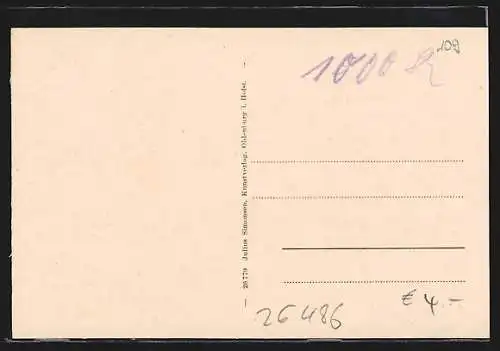 109
1000
28779 Julius Simonsen, Kunstverlag, Oldenburg i. Holst.
26486
€ 4.-